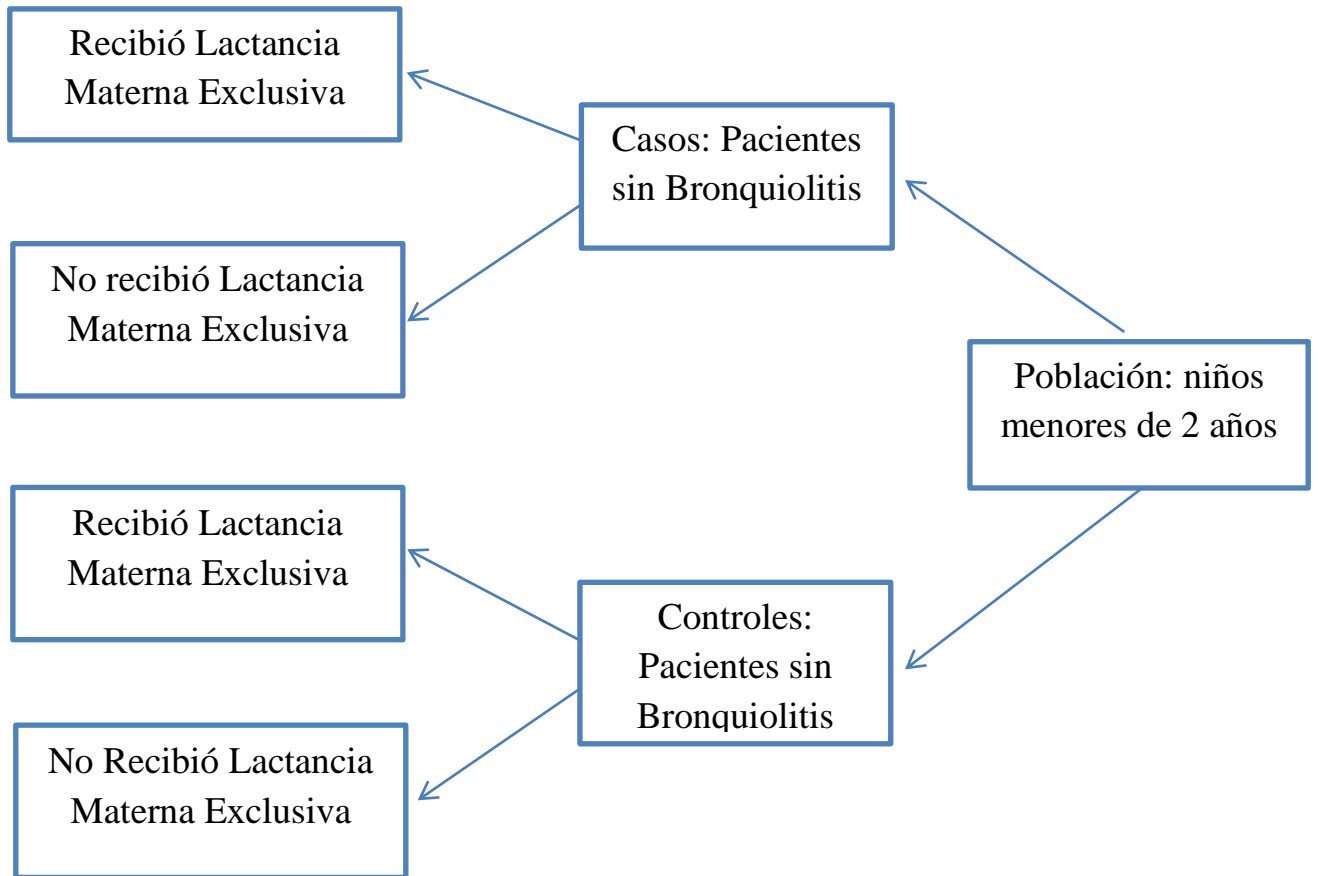 Recibió Lactancia
Materna Exclusiva
Casos: Pacientes
sin Bronquiolitis
No recibió Lactancia
Materna Exclusiva
Población: niños
menores de 2 años
Recibió Lactancia
Materna Exclusiva
Controles:
Pacientes sin
Bronquiolitis
No Recibió Lactancia
Materna Exclusiva